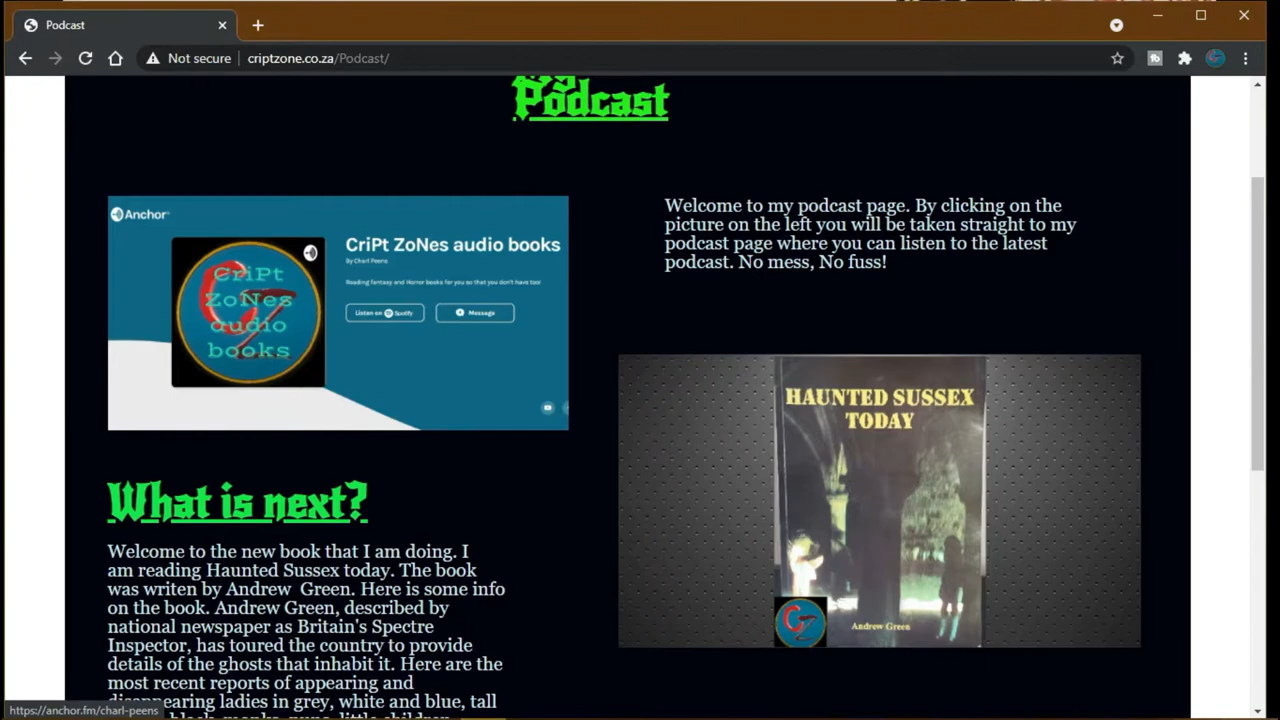 Podcast
Not secure
criptzone.co.za/Podcast/
Podcast
Anchor
CriPt ZoNes audio books
By Charl Peens
Reading Fantasy and Horror books for you so that you don't have too!
Listen on Spotify
Message
CriPt
ZoNes
audio
books
Welcome to my podcast page. By clicking on the
picture on the left you will be taken straight to my
podcast page where you can listen to the latest
podcast. No mess, No fuss!
HAUNTED SUSSEX
TODAY
Andrew Green
What is next?
Welcome to the new book that I am doing. I
am reading Haunted Sussex today. The book
was writen by Andrew Green. Here is some info
on the book. Andrew Green, described by
national newspaper as Britain's Spectre
Inspector, has toured the country to provide
details of the ghosts that inhabit it. Here are the
most recent reports of appearing and
disappearing ladies in grey, white and blue, tall
black monks, nuns, little children
https://anchor.fm/charl-peens